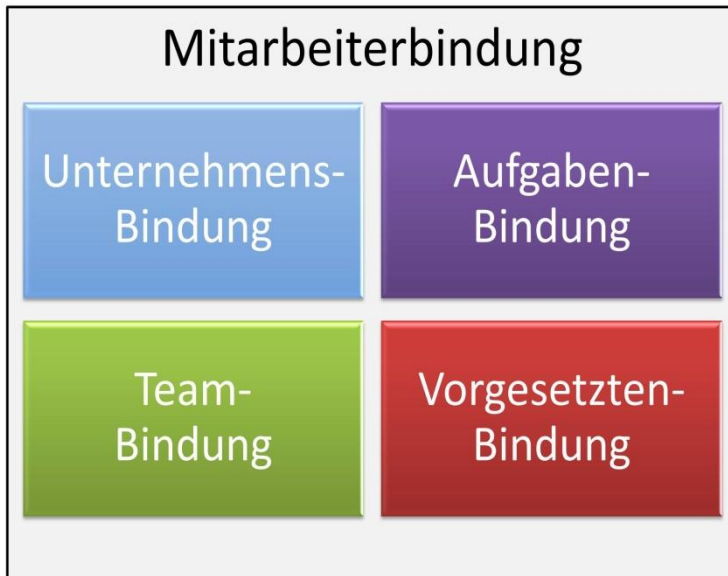 Mitarbeiterbindung
Unternehmens-
Bindung
Aufgaben-
Bindung
Team-
Bindung
Vorgesetzten-
Bindung